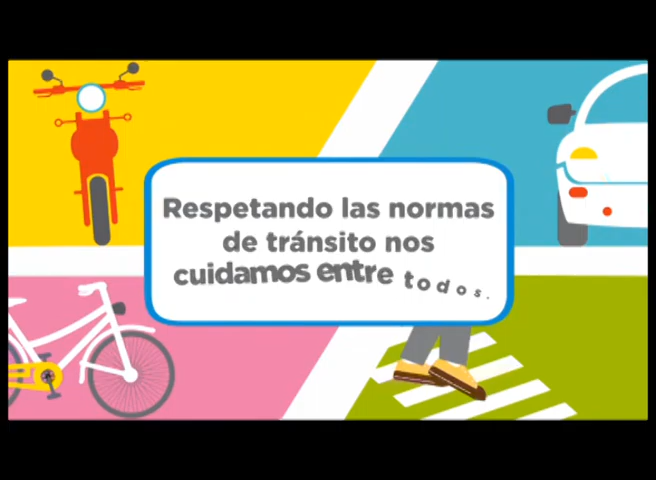 Respetando las normas
de tránsito nos
cuidamos entre todos.